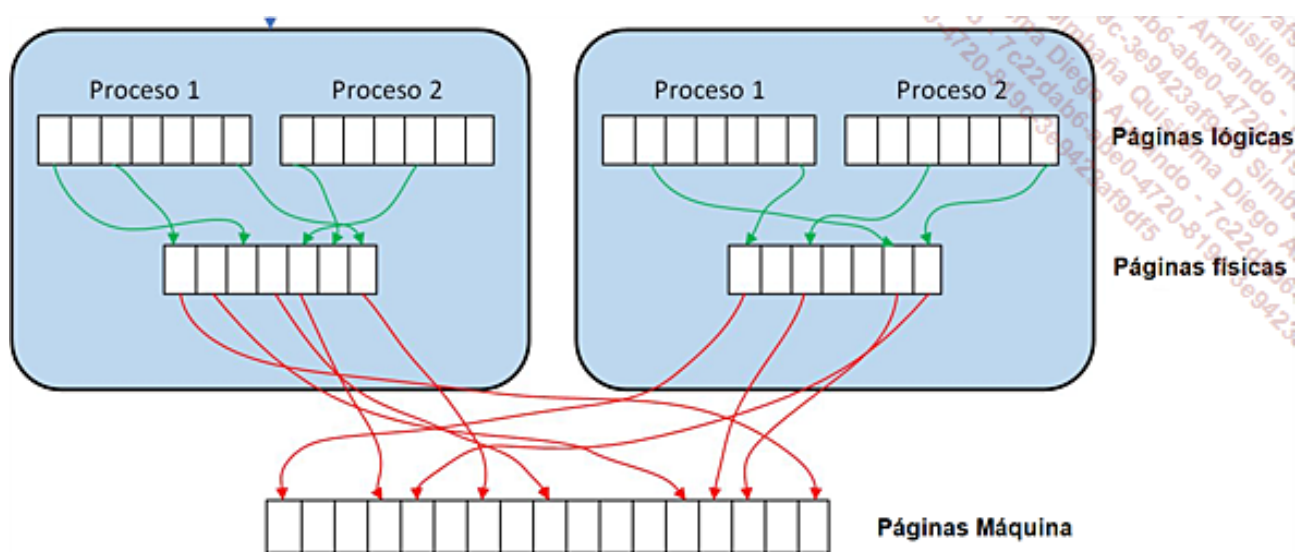 Proceso 1
Proceso 2
Proceso 1
Proceso 2
Páginas lógicas
Páginas físicas
Páginas Máquina